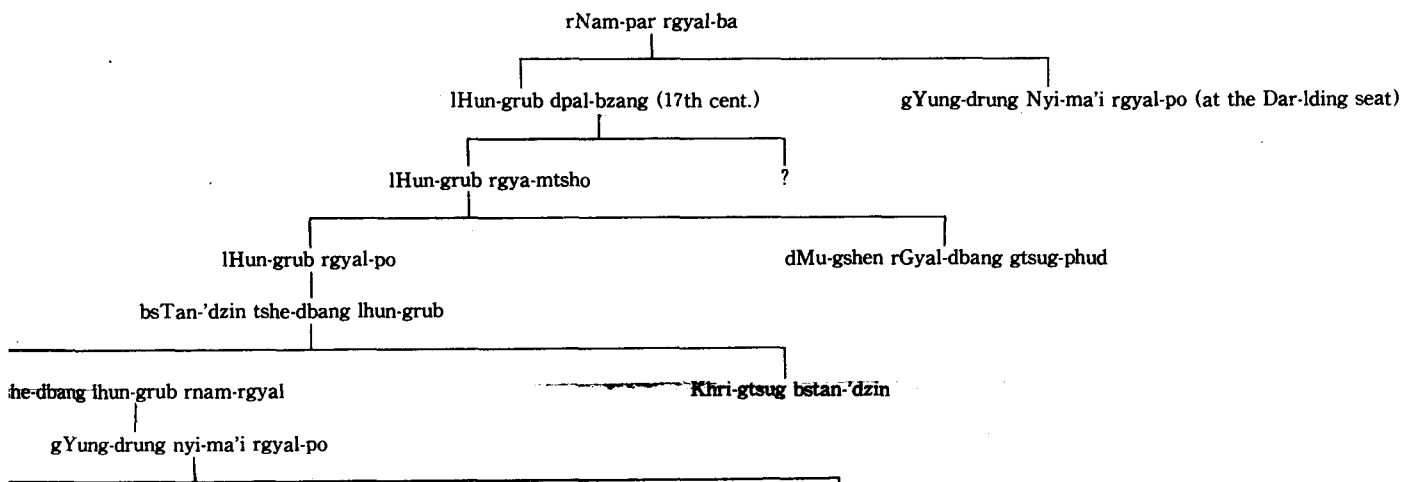 rNam-par rgyal-ba
lHun-grub dpal-bzang (17th cent.) gYung-drung Nyi-ma'i rgyal-po (at the Dar-lding seat)
lHun-grub rgya-mtsho ?
lHun-grub rgyal-po dMu-gshen rGyal-dbang gtsug-phud
bsTan-'dzin tshe-dbang lhun-grub
he-dbang lhun-grub rnam-rgyal Khri-gtsug bstan-'dzin
gYung-drung nyi-ma'i rgyal-po